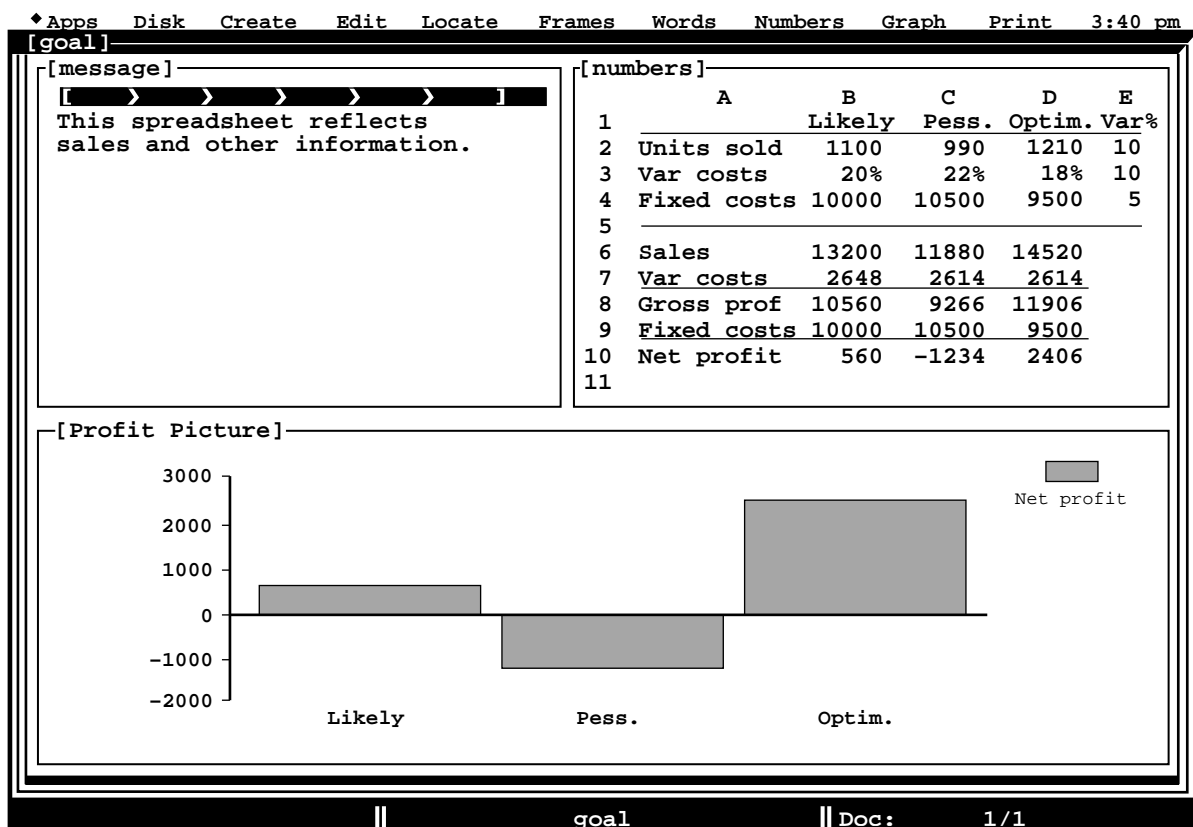 ◆Apps Disk Create Edit Locate Frames Words Numbers Graph Print 3:40 pm
[goal]
[message]
[ › › › › › ]
This spreadsheet reflects
sales and other information.
[numbers]
A B C D E
1 Likely Pess. Optim. Var%
2 Units sold 1100 990 1210 10
3 Var costs 20% 22% 18% 10
4 Fixed costs 10000 10500 9500 5
5
6 Sales 13200 11880 14520
7 Var costs 2648 2614 2614
8 Gross prof 10560 9266 11906
9 Fixed costs 10000 10500 9500
10 Net profit 560 −1234 2406
11
[Profit Picture]
3000
2000
1000
0
−1000
−2000
Likely Pess. Optim.
Net profit
goal Doc: 1/1